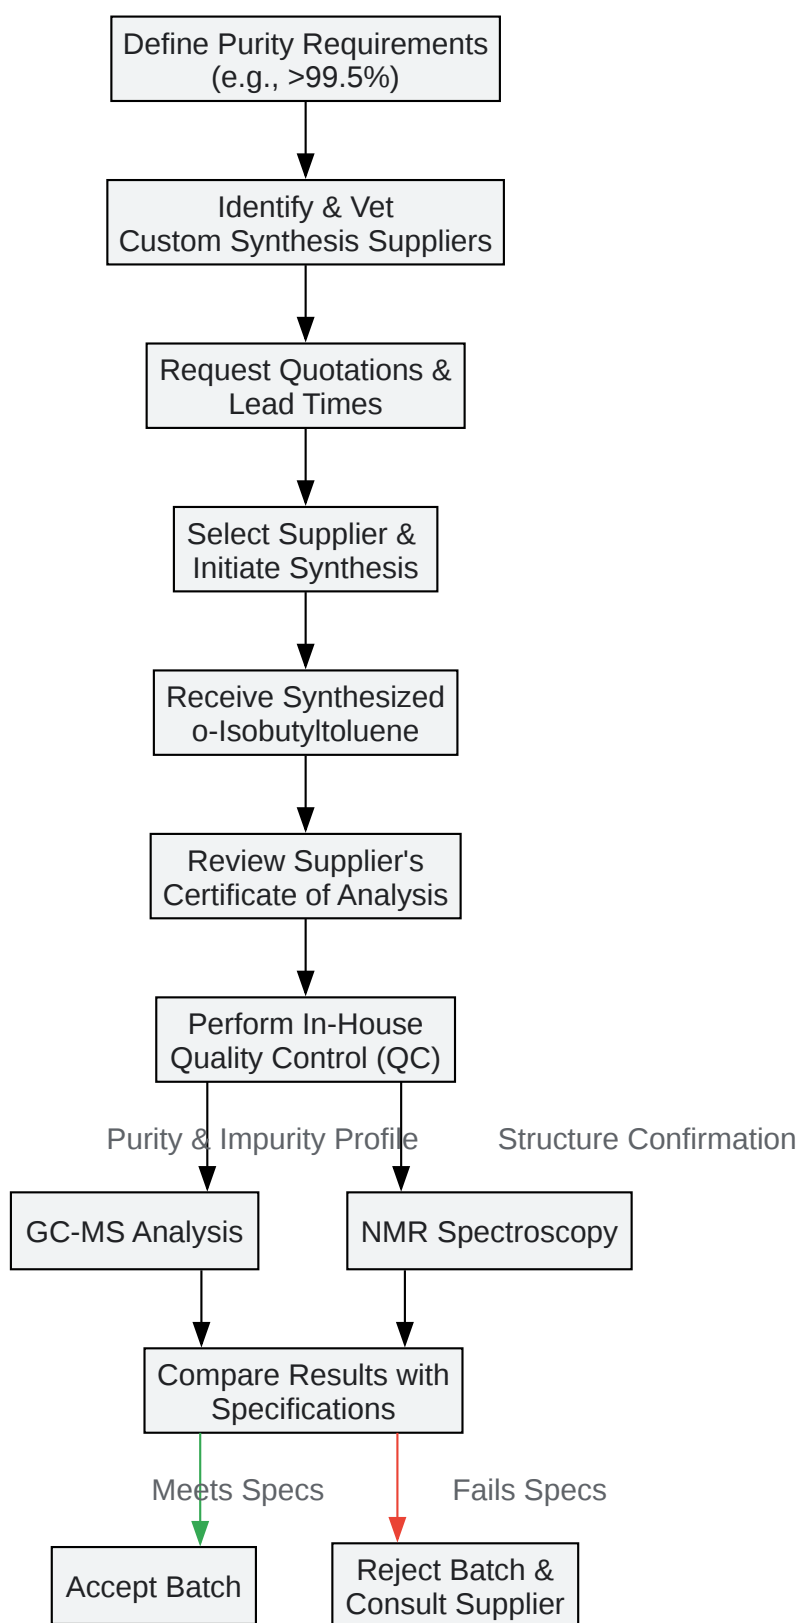 Define Purity Requirements
(e.g., >99.5%)
Identify & Vet
Custom Synthesis Suppliers
Request Quotations &
Lead Times
Select Supplier &
Initiate Synthesis
Receive Synthesized
o-Isobutyltoluene
Review Supplier's
Certificate of Analysis
Perform In-House
Quality Control (QC)
Purity & Impurity Profile
Structure Confirmation
GC-MS Analysis
NMR Spectroscopy
Compare Results with
Specifications
Meets Specs
Fails Specs
Accept Batch
Reject Batch &
Consult Supplier